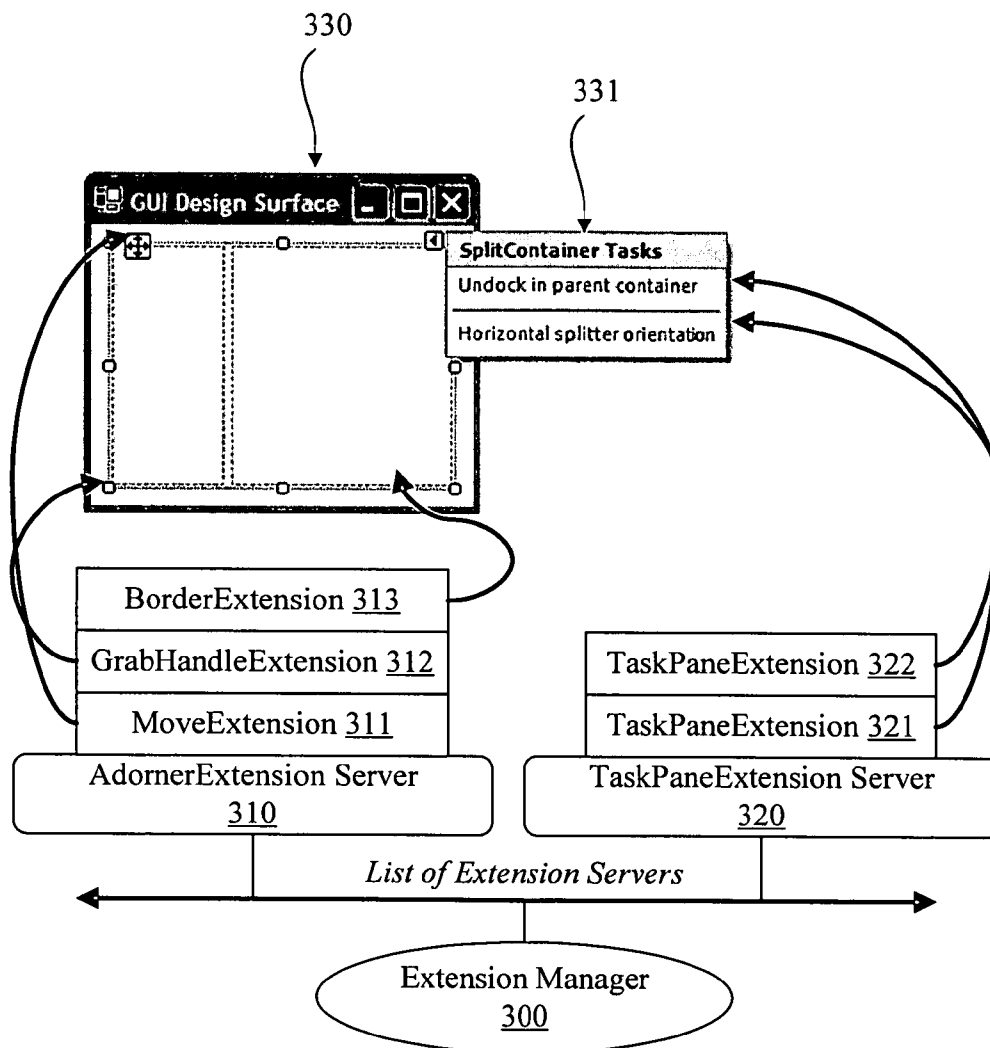 330
331
GUI Design Surface
SplitContainer Tasks
Undock in parent container
Horizontal splitter orientation
BorderExtension 313
GrabHandleExtension 312
MoveExtension 311
AdornerExtension Server
310
TaskPaneExtension 322
TaskPaneExtension 321
TaskPaneExtension Server
320
List of Extension Servers
Extension Manager
300